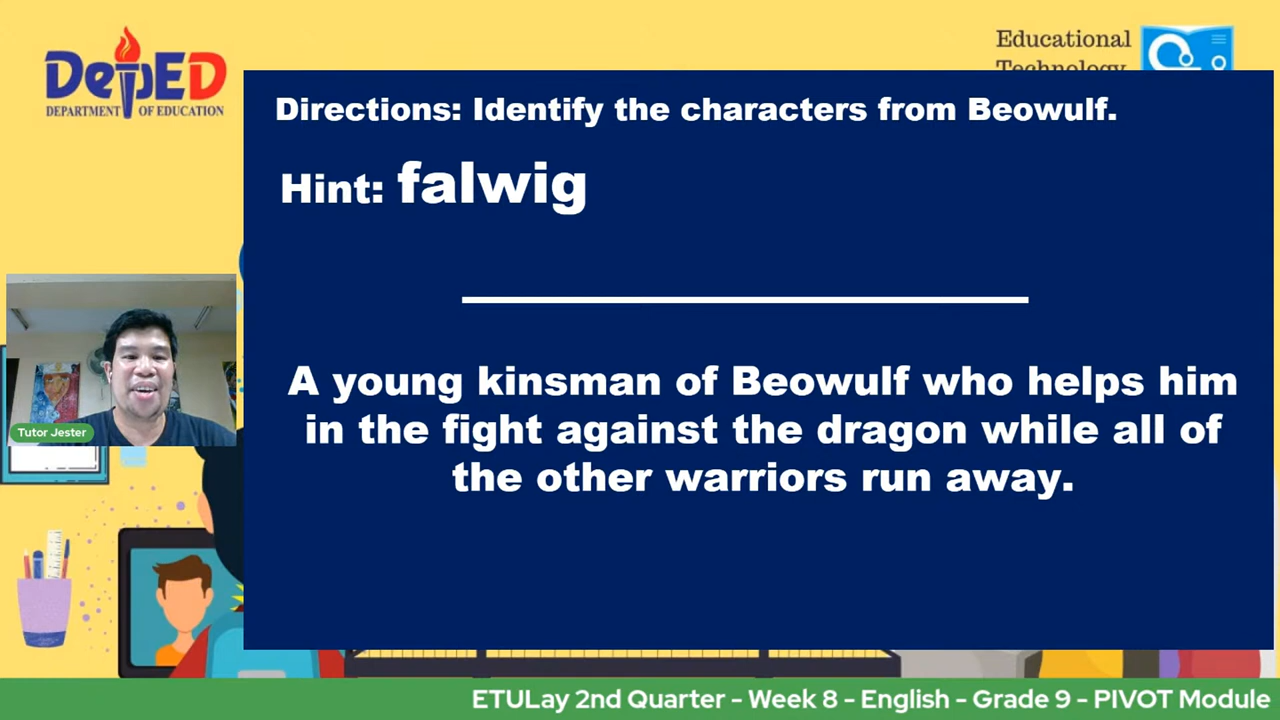 DepED
DEPARTMENT OF EDUCATION
Educational
Technology
Directions: Identify the characters from Beowulf.
Hint: falwig
A young kinsman of Beowulf who helps him
in the fight against the dragon while all of
the other warriors run away.
Tutor Jester
ETULay 2nd Quarter - Week 8 - English - Grade 9 - PIVOT Module